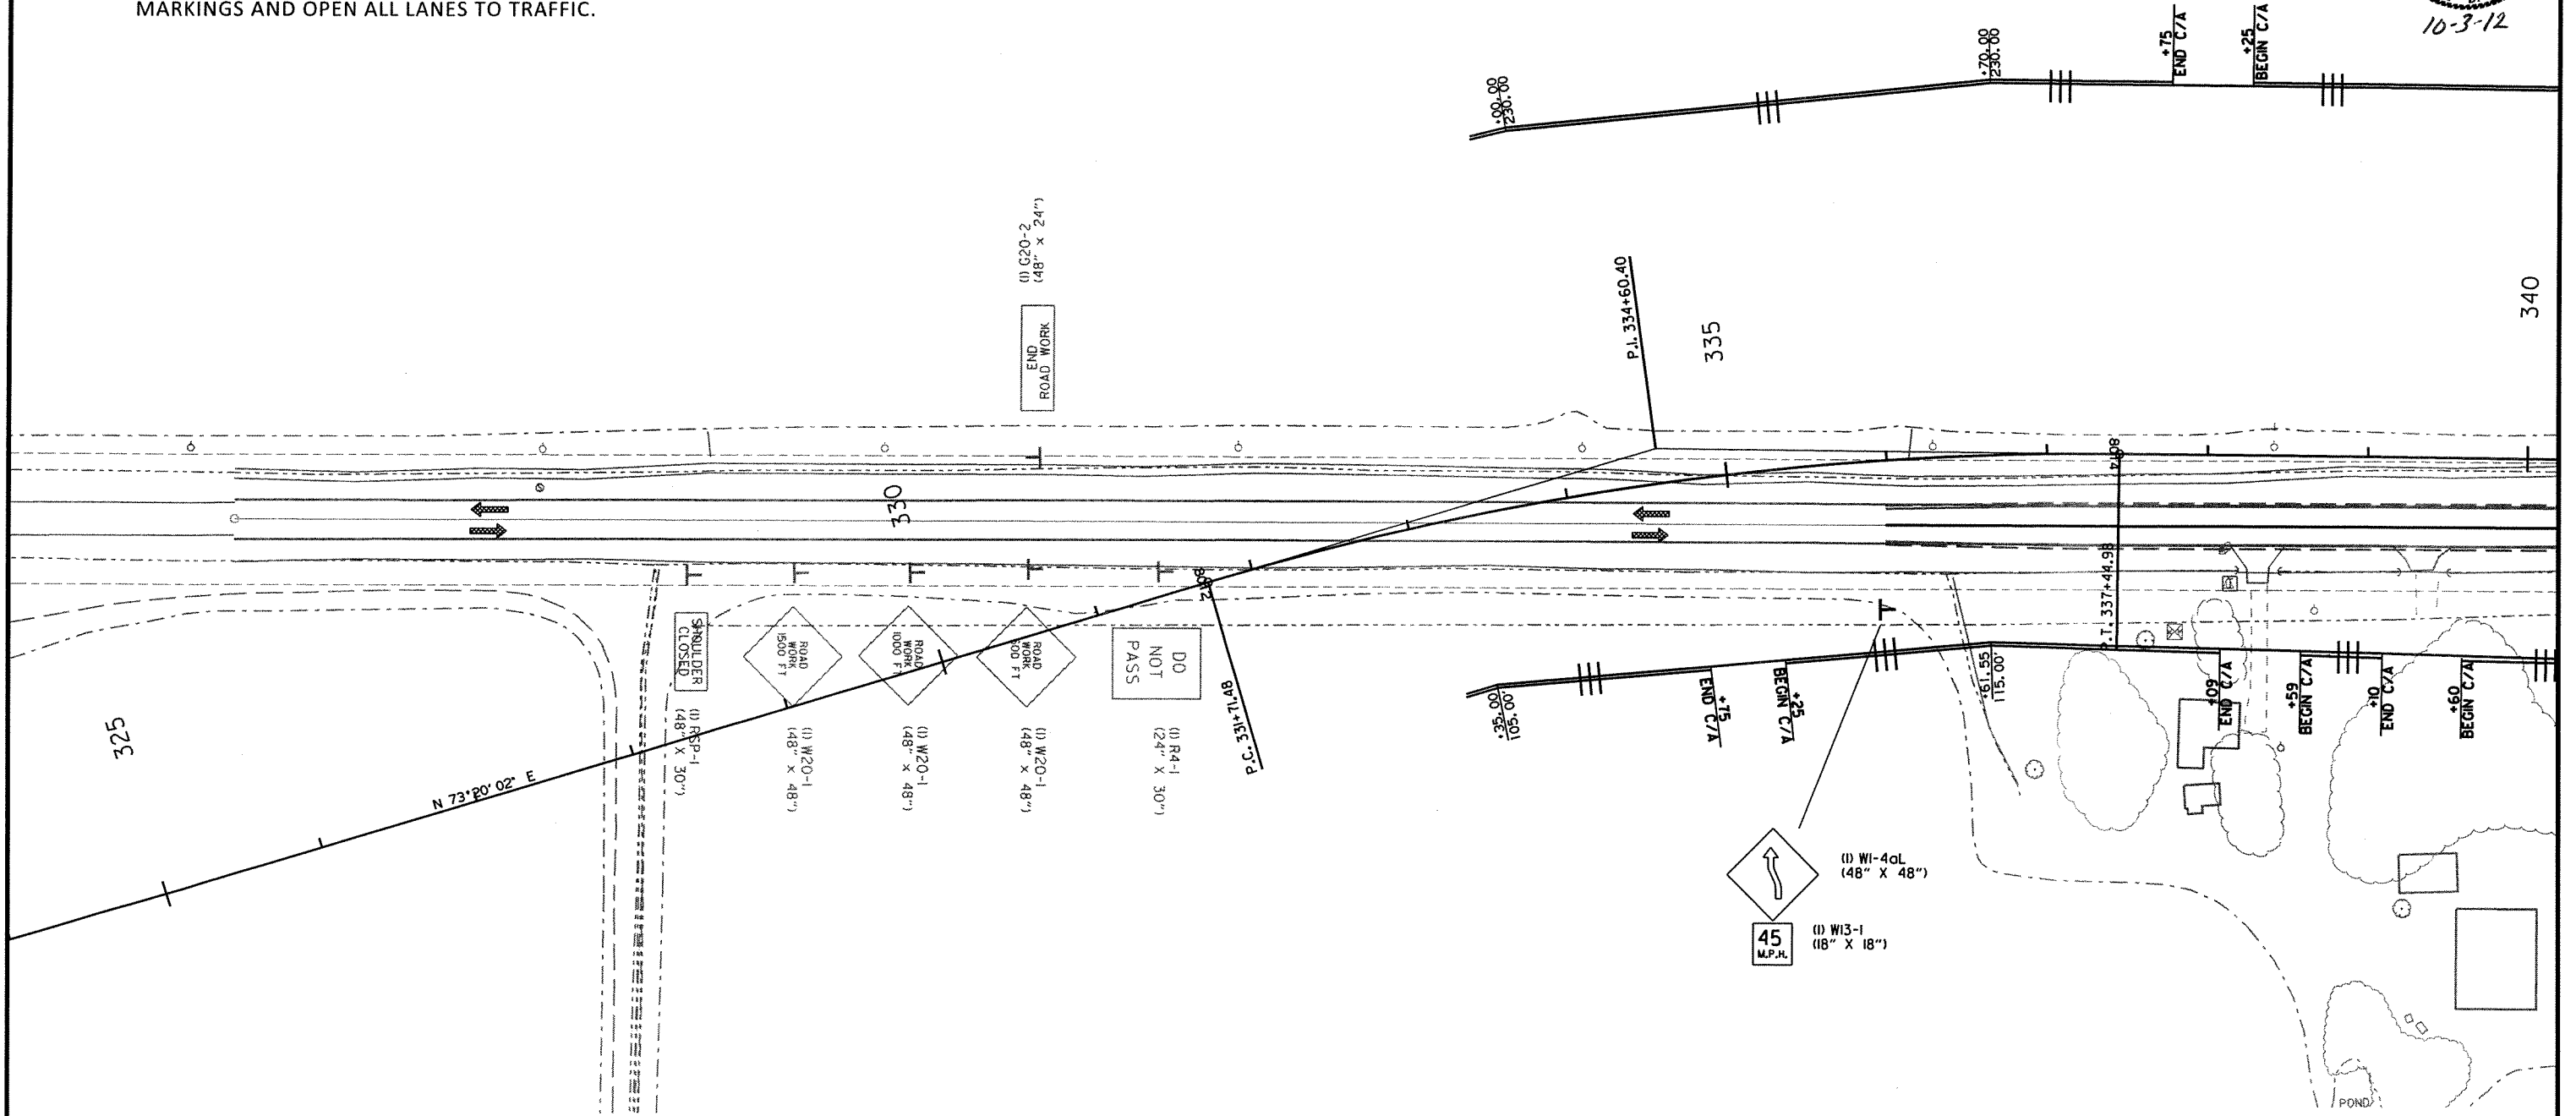 MARKINGS AND OPEN ALL LANES TO TRAFFIC.
10-3-12
+00.00
230.00
+70.00
230.00
+75
END C/A
+25
BEGIN C/A
(1) G20-2
(48" x 24")
END
ROAD WORK
P.I. 334+60.40
335
340
330
325
N 73°20'02" E
SHOULDER
CLOSED
(1) RSP-1
(48" X 30")
ROAD
WORK
1500 FT
(1) W20-1
(48" x 48")
ROAD
WORK
1000 FT
(1) W20-1
(48" x 48")
ROAD
WORK
500 FT
(1) W20-1
(48" x 48")
DO
NOT
PASS
(1) R4-1
(24" X 30")
P.C. 331+71.48
P.T. 337+44.98
+35.00
105.00'
+75
END C/A
+25
BEGIN C/A
+61.55
115.00'
+09
END C/A
+59
BEGIN C/A
+10
END C/A
+60
BEGIN C/A
(1) W1-4aL
(48" X 48")
45
M.P.H.
(1) W13-1
(18" X 18")
POND